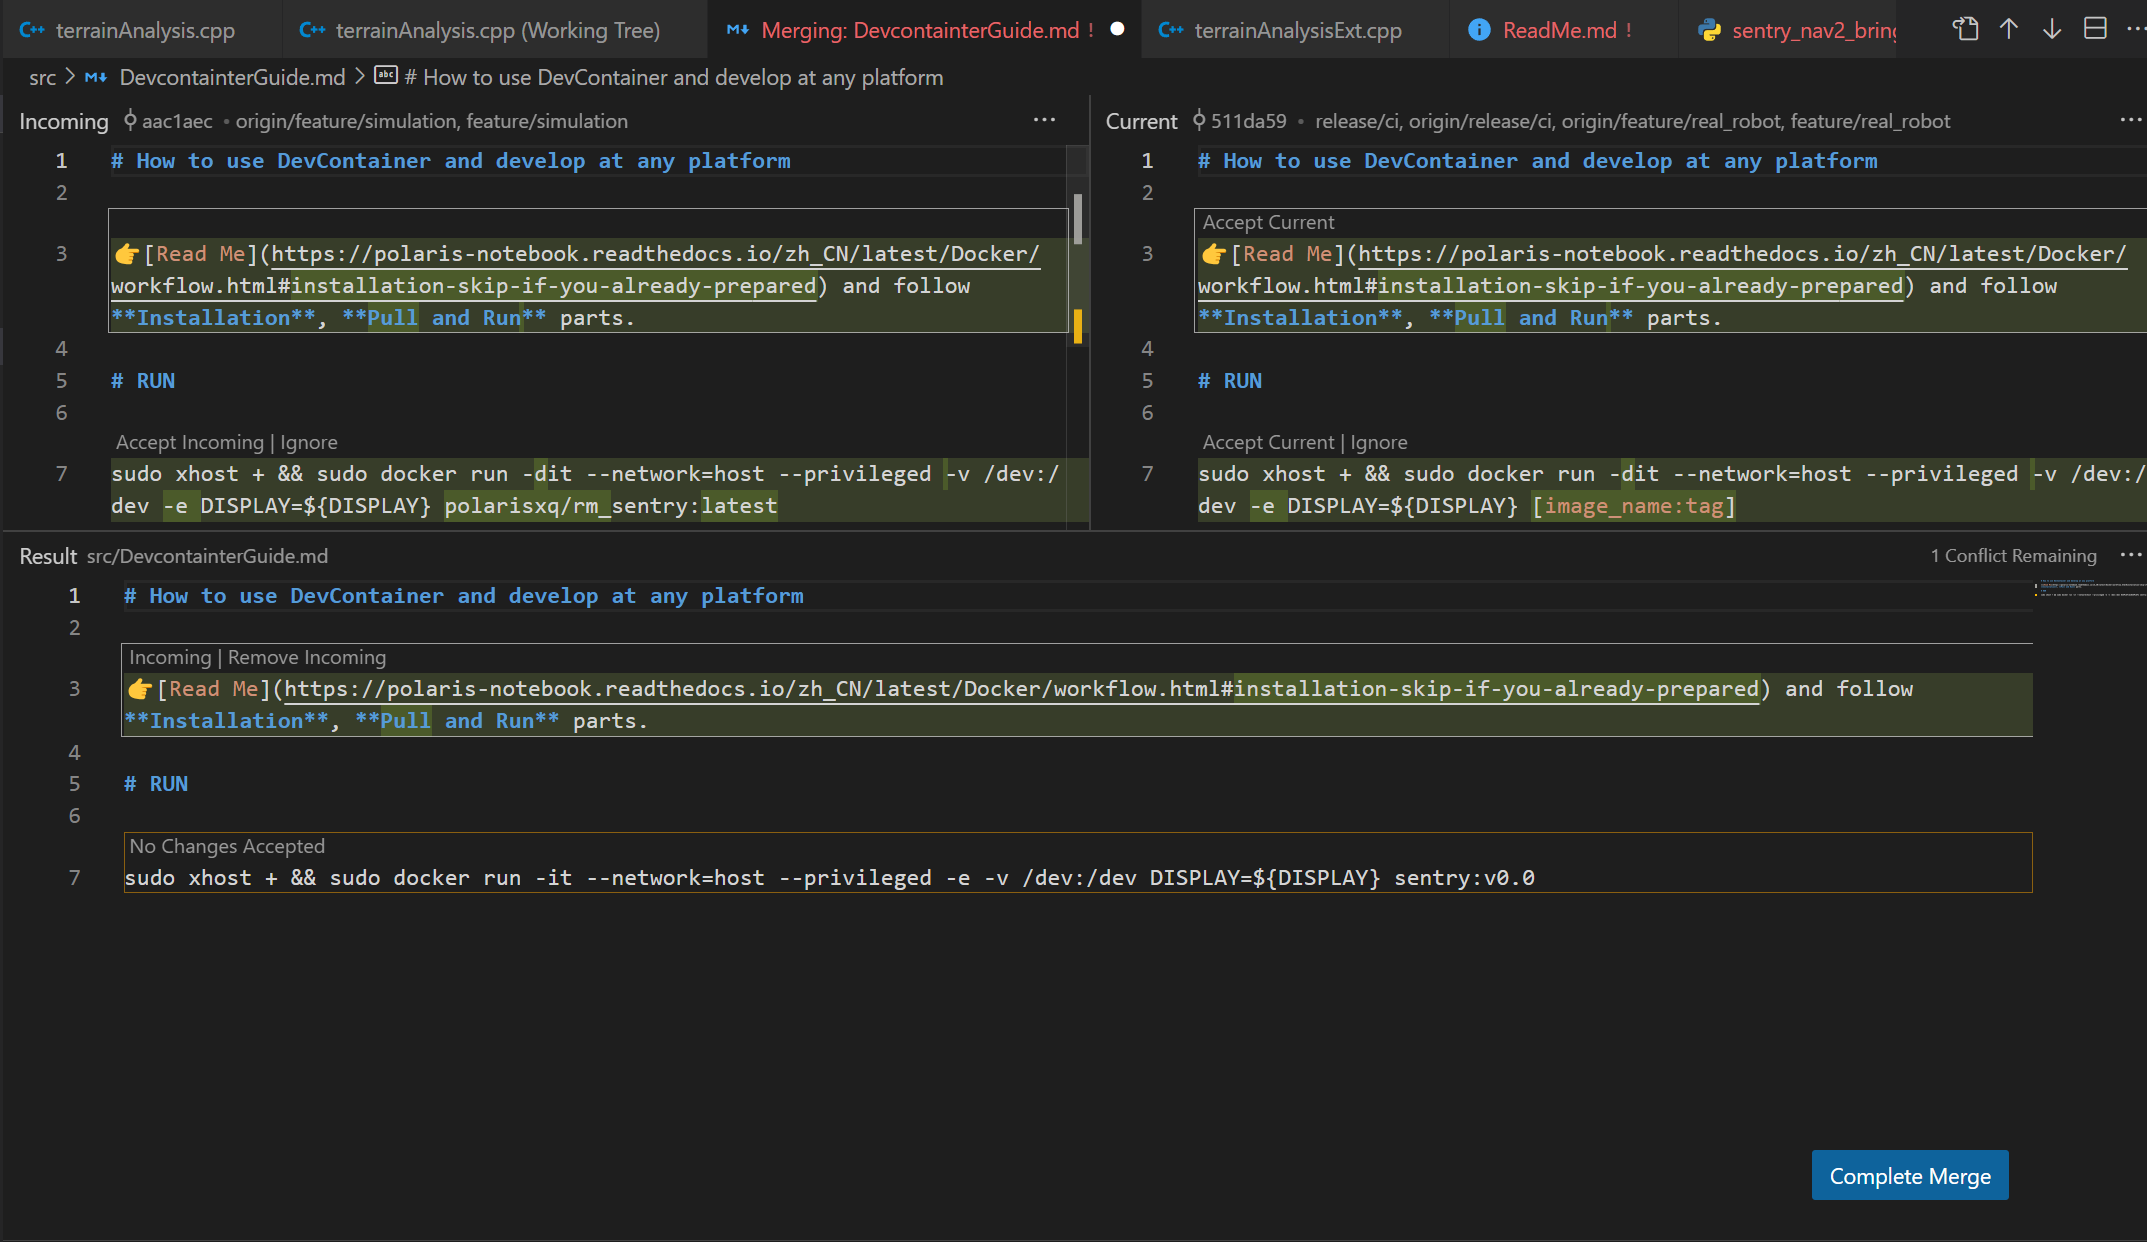 terrainAnalysis.cpp
terrainAnalysis.cpp (Working Tree)
Merging: DevcontainterGuide.md !
terrainAnalysisExt.cpp
ReadMe.md !
src > DevcontainterGuide.md > # How to use DevContainer and develop at any platform
Incoming aac1aec • origin/feature/simulation, feature/simulation ···
1 # How to use DevContainer and develop at any platform
2
3 👉[Read Me](https://polaris-notebook.readthedocs.io/zh_CN/latest/Docker/
workflow.html#installation-skip-if-you-already-prepared) and follow
**Installation**, **Pull and Run** parts.
4
5 # RUN
6
Accept Incoming | Ignore
7 sudo xhost + && sudo docker run -dit --network=host --privileged -v /dev:/
dev -e DISPLAY=${DISPLAY} polarisxq/rm_sentry:latest
Current 511da59 • release/ci, origin/release/ci, origin/feature/real_robot, feature/real_robot ···
1 # How to use DevContainer and develop at any platform
2
Accept Current
3 👉[Read Me](https://polaris-notebook.readthedocs.io/zh_CN/latest/Docker/
workflow.html#installation-skip-if-you-already-prepared) and follow
**Installation**, **Pull and Run** parts.
4
5 # RUN
6
Accept Current | Ignore
7 sudo xhost + && sudo docker run -dit --network=host --privileged -v /dev:/
dev -e DISPLAY=${DISPLAY} [image_name:tag]
Result src/DevcontainterGuide.md
1 Conflict Remaining ···
1 # How to use DevContainer and develop at any platform
2
Incoming | Remove Incoming
3 👉[Read Me](https://polaris-notebook.readthedocs.io/zh_CN/latest/Docker/workflow.html#installation-skip-if-you-already-prepared) and follow
**Installation**, **Pull and Run** parts.
4
5 # RUN
6
No Changes Accepted
7 sudo xhost + && sudo docker run -it --network=host --privileged -e -v /dev:/dev DISPLAY=${DISPLAY} sentry:v0.0
Complete Merge